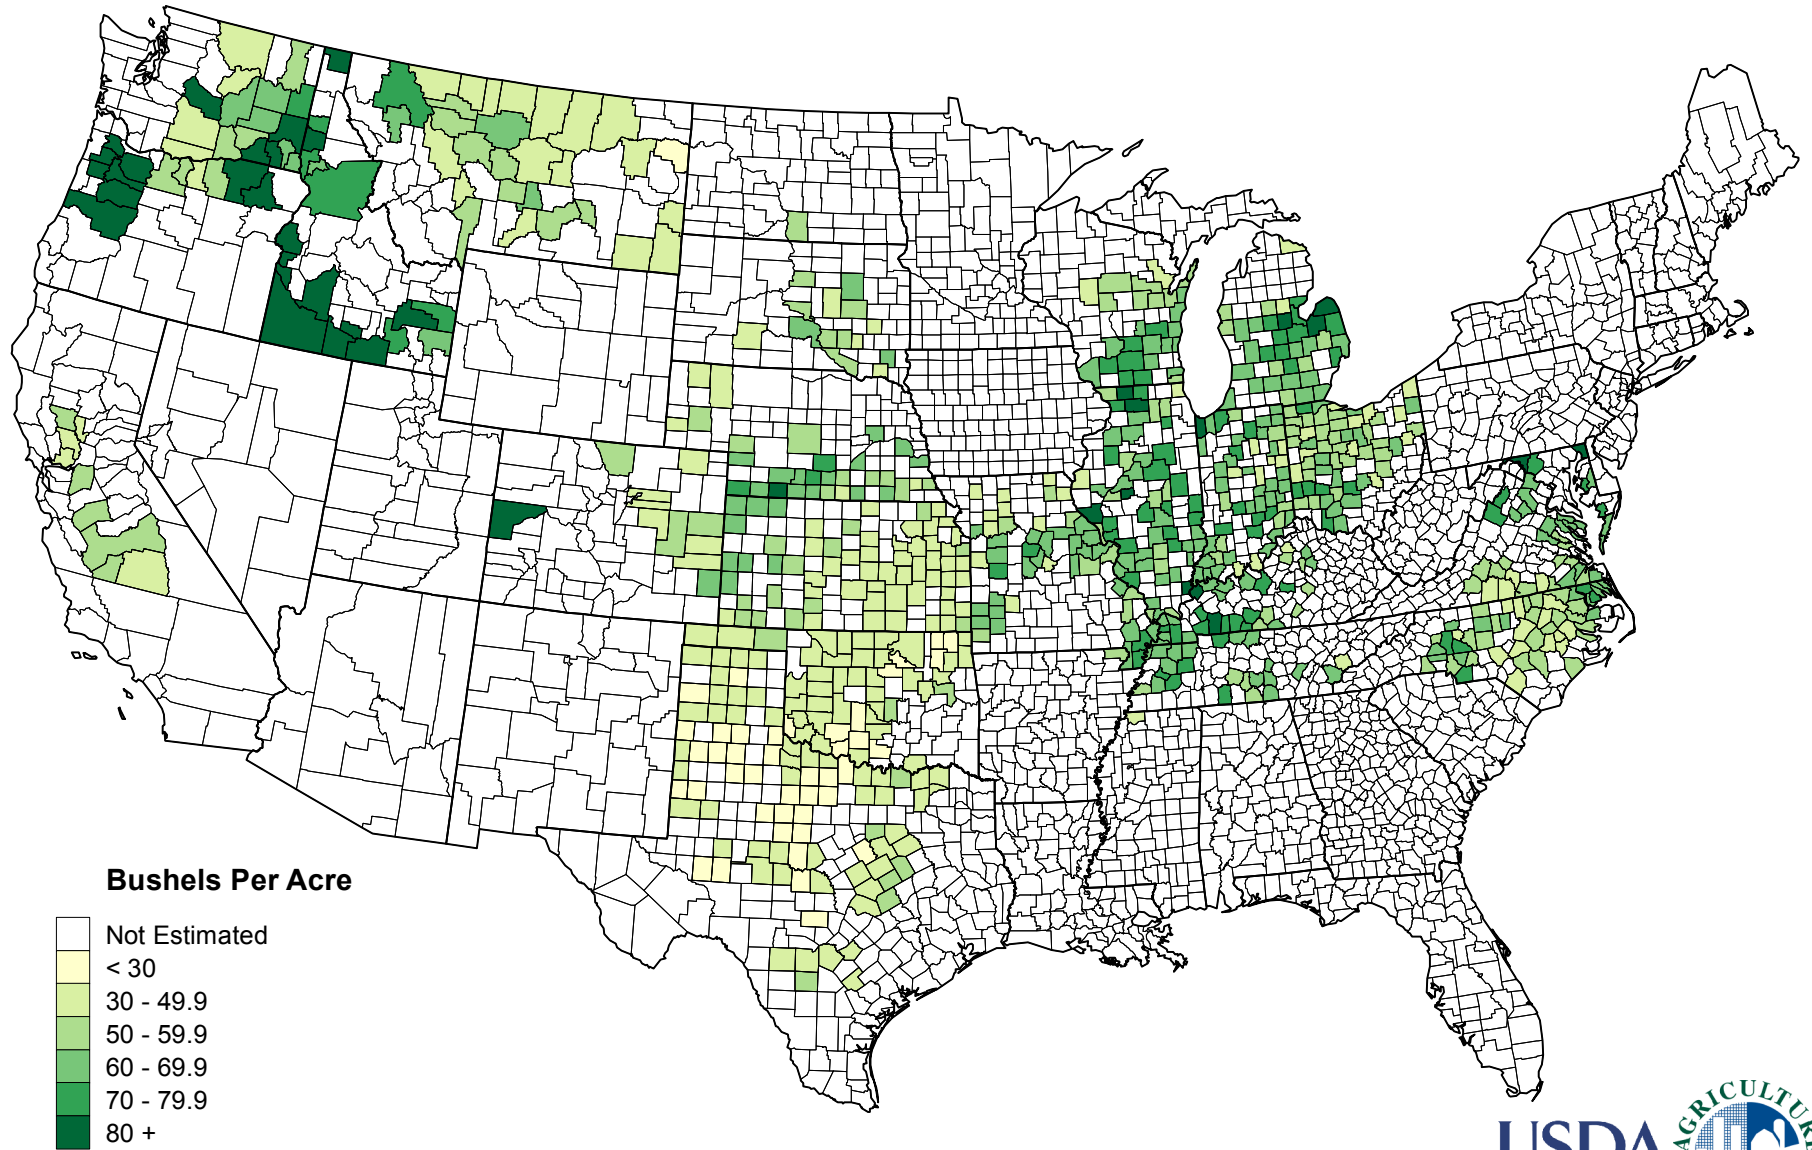 Bushels Per Acre
Not Estimated
< 30
30 - 49.9
50 - 59.9
60 - 69.9
70 - 79.9
80 +
USDA